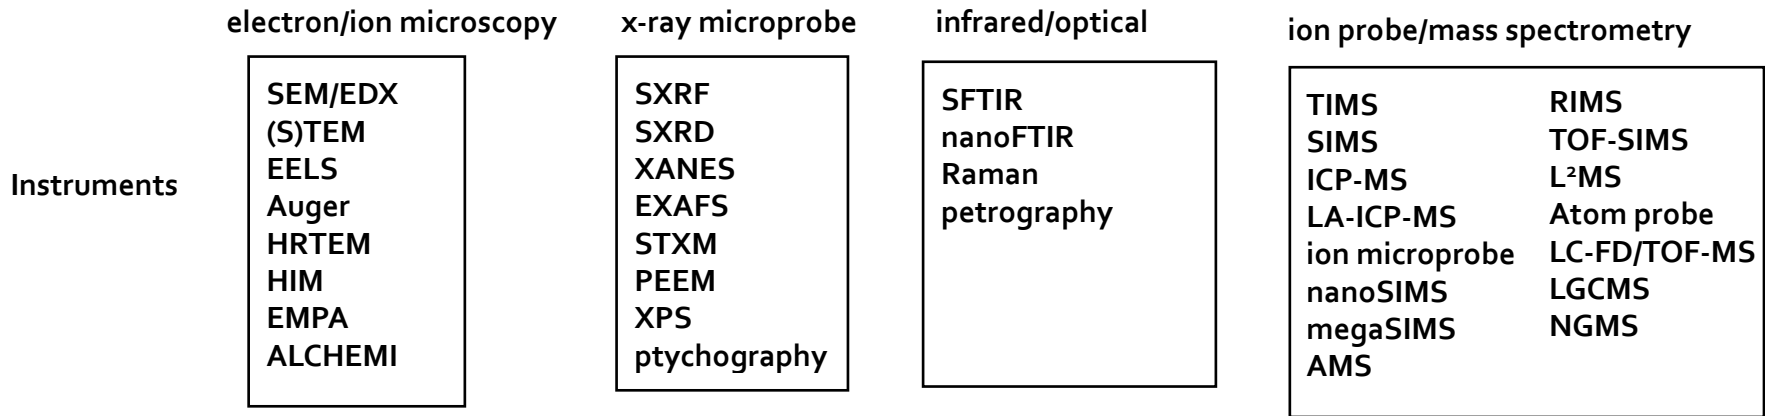 electron/ion microscopy
x-ray microprobe
infrared/optical
ion probe/mass spectrometry
Instruments
SEM/EDX
(S)TEM
EELS
Auger
HRTEM
HIM
EMPA
ALCHEMI
SXRF
SXRD
XANES
EXAFS
STXM
PEEM
XPS
ptychography
SFTIR
nanoFTIR
Raman
petrography
TIMS
SIMS
ICP-MS
LA-ICP-MS
ion microprobe
nanoSIMS
megaSIMS
AMS
RIMS
TOF-SIMS
L²MS
Atom probe
LC-FD/TOF-MS
LGCMS
NGMS